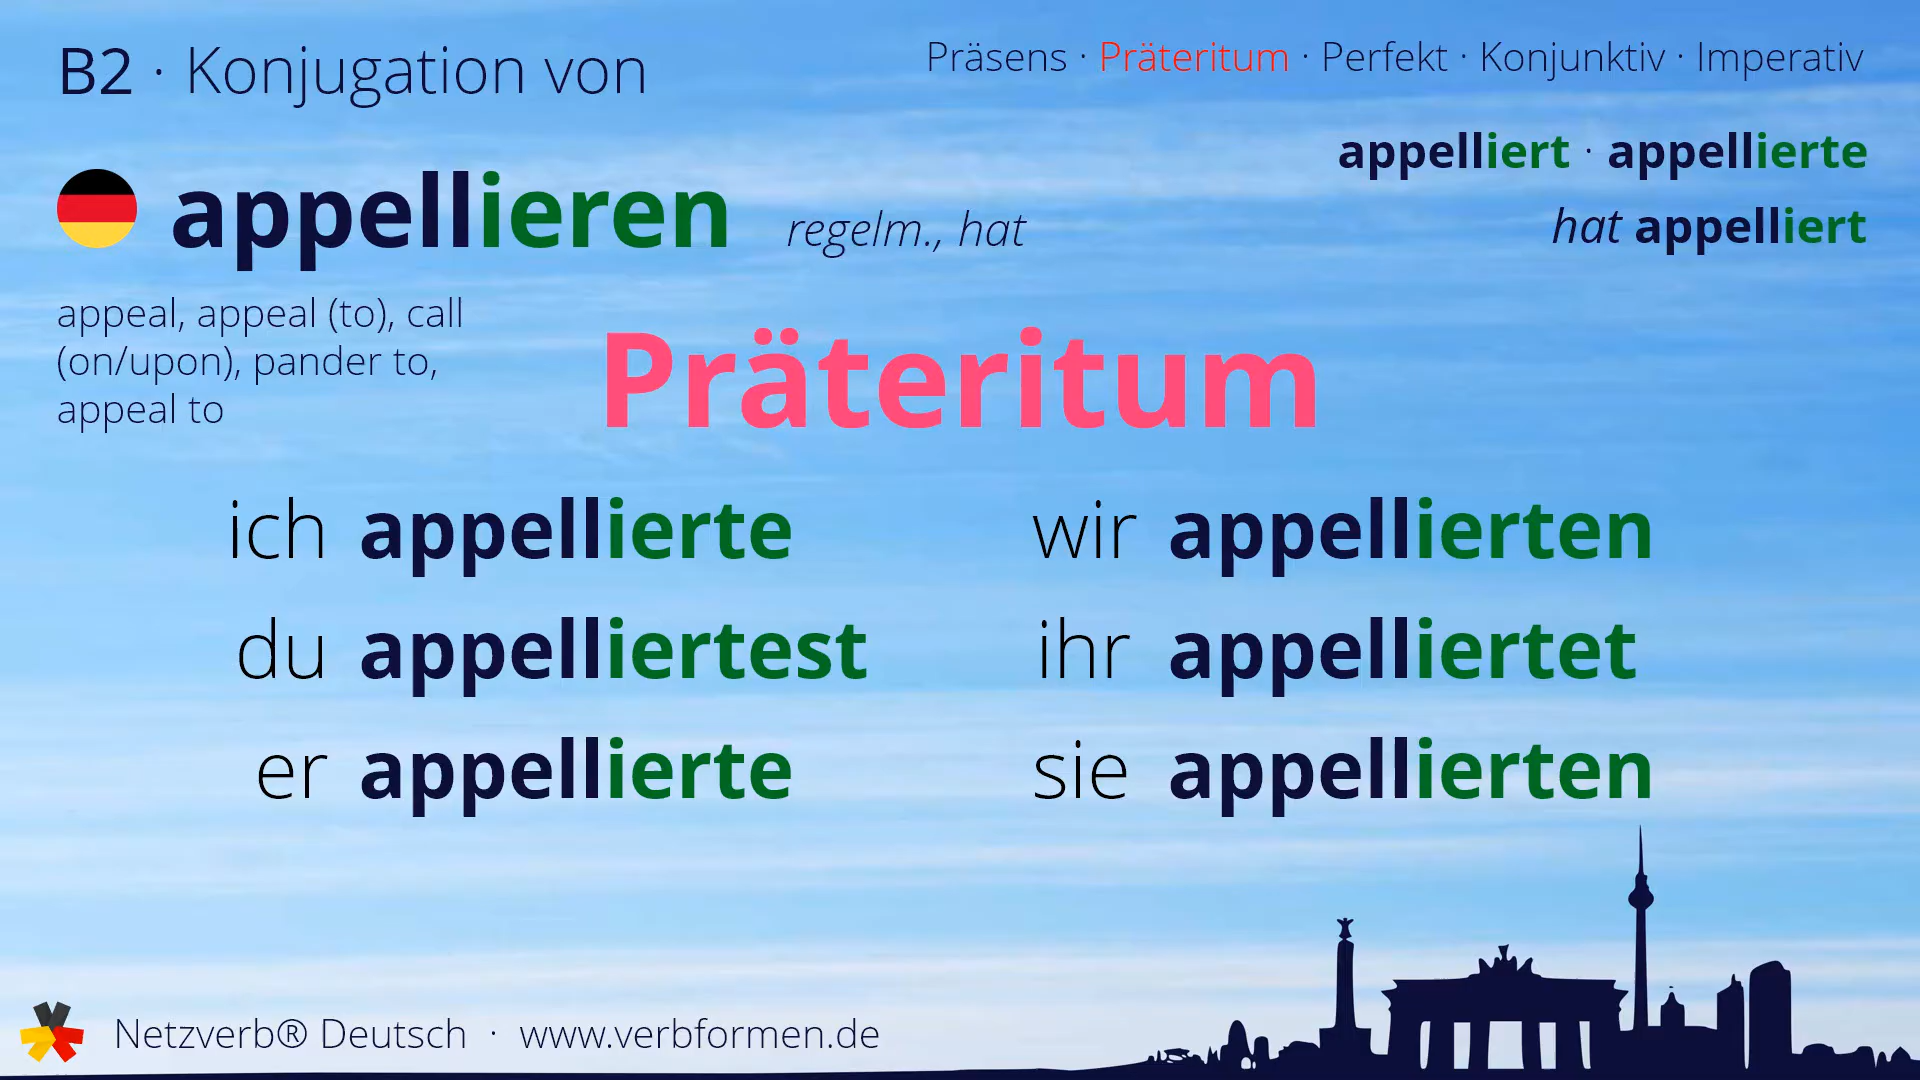 B2 · Konjugation von
Präsens · Präteritum · Perfekt · Konjunktiv · Imperativ
appellieren regelm., hat
appelliert · appellierte
hat appelliert
appeal, appeal (to), call
(on/upon), pander to,
appeal to
Präteritum
ich appellierte
du appelliertest
er appellierte
wir appellierten
ihr appelliertet
sie appellierten
Netzverb® Deutsch · www.verbformen.de